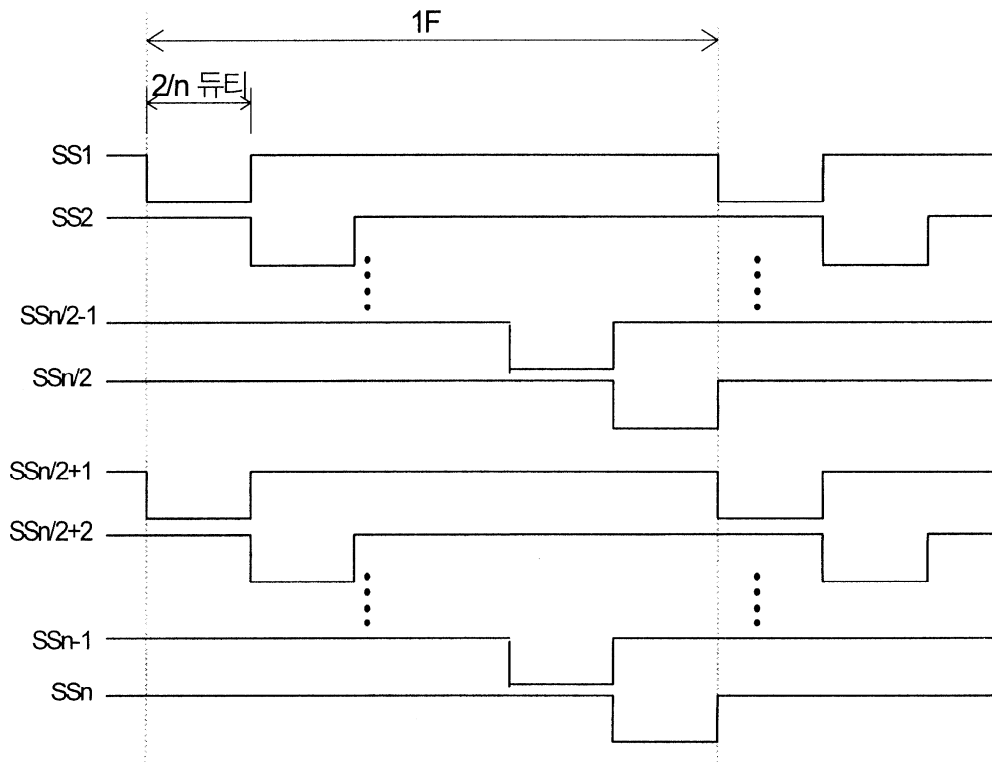 1F
2/n 듀티
SS1
SS2
SSn/2-1
SSn/2
SSn/2+1
SSn/2+2
SSn-1
SSn